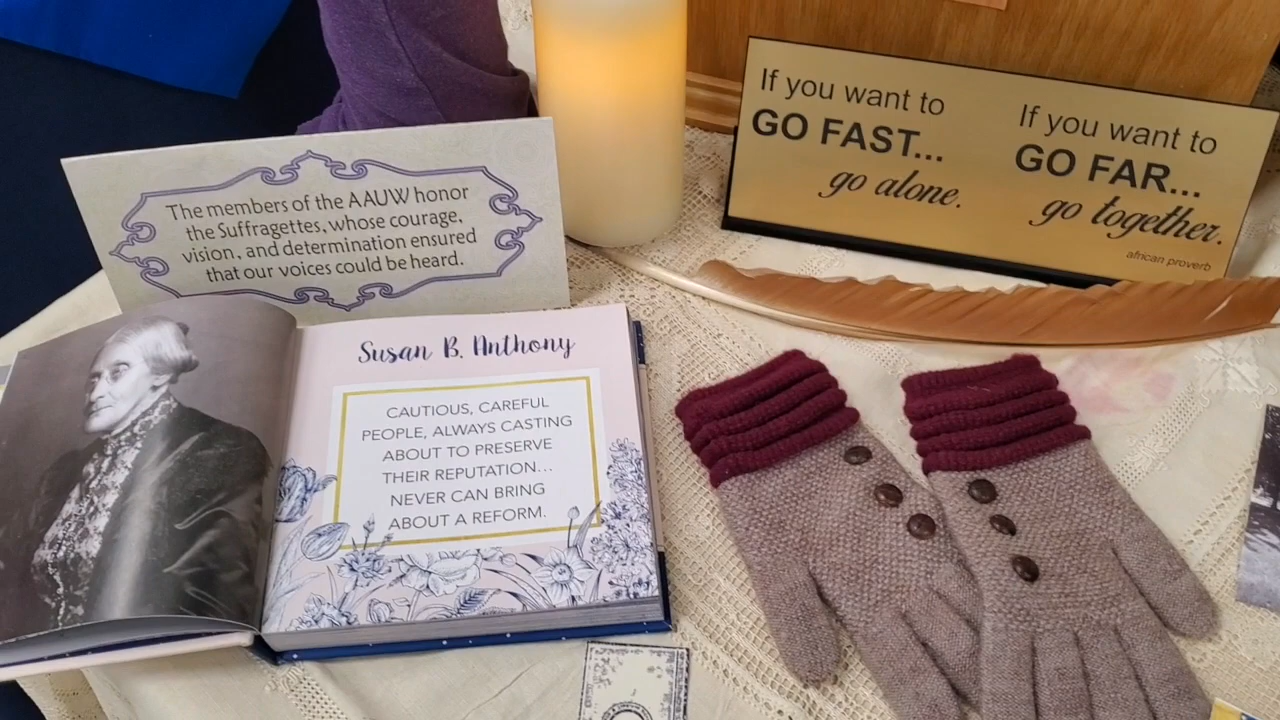 If you want to
GO FAST...
go alone.
If you want to
GO FAR...
go together.
african proverb
The members of the AAUW honor
the Suffragettes, whose courage,
vision, and determination ensured
that our voices could be heard.
Susan B. Anthony
CAUTIOUS, CAREFUL
PEOPLE, ALWAYS CASTING
ABOUT TO PRESERVE
THEIR REPUTATION...
NEVER CAN BRING
ABOUT A REFORM.